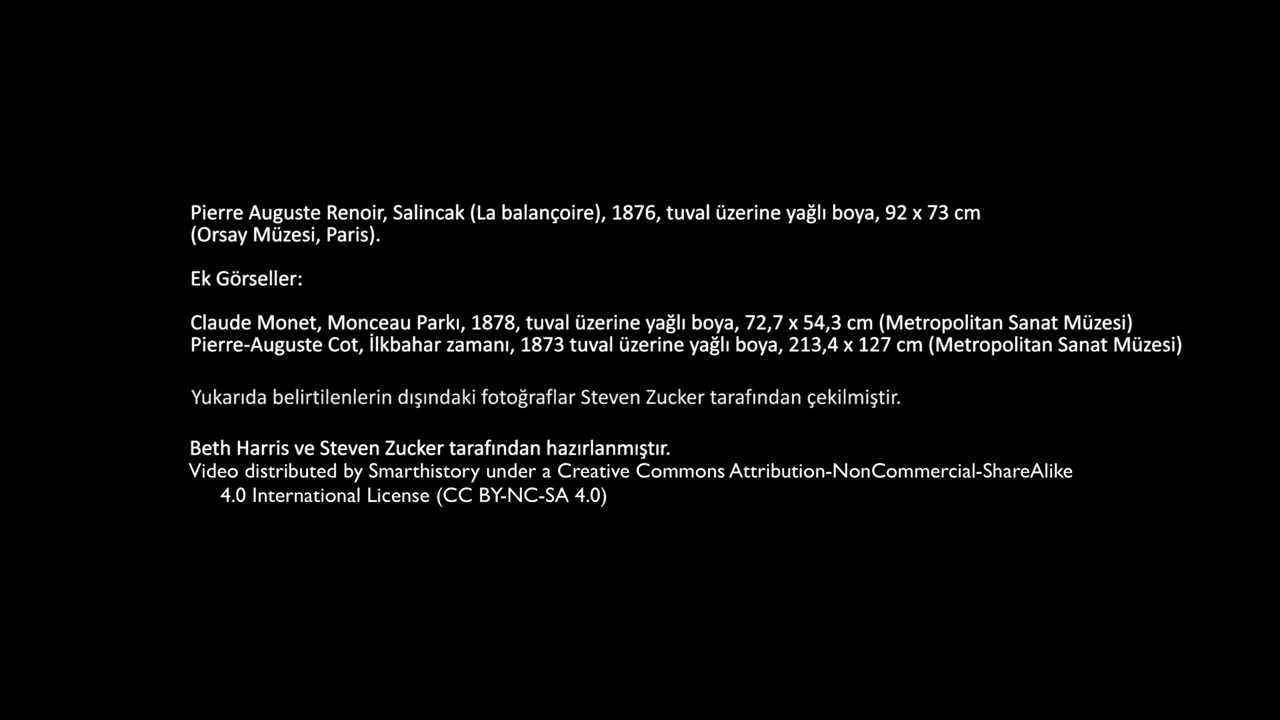 Pierre Auguste Renoir, Salincak (La balançoire), 1876, tuval üzerine yağlı boya, 92 x 73 cm
(Orsay Müzesi, Paris).
Ek Görseller:
Claude Monet, Monceau Parkı, 1878, tuval üzerine yağlı boya, 72,7 x 54,3 cm (Metropolitan Sanat Müzesi)
Pierre-Auguste Cot, İlkbahar zamanı, 1873 tuval üzerine yağlı boya, 213,4 x 127 cm (Metropolitan Sanat Müzesi)
Yukarıda belirtilenlerin dışındaki fotoğraflar Steven Zucker tarafından çekilmiştir.
Beth Harris ve Steven Zucker tarafından hazırlanmıştır.
Video distributed by Smarthistory under a Creative Commons Attribution-NonCommercial-ShareAlike
4.0 International License (CC BY-NC-SA 4.0)